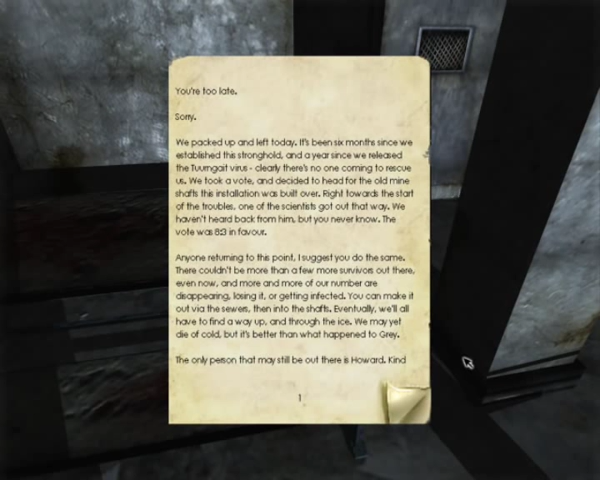 You're too late.
Sorry.
We packed up and left today. It's been six months since we
established this stronghold, and a year since we released
the Tuurngait virus - clearly there's no one coming to rescue
us. We took a vote, and decided to head for the old mine
shafts this installation was built over. Right towards the start
of the troubles, one of the scientists got out that way. We
haven't heard back from him, but you never know. The
vote was 8:3 in favour.
Anyone returning to this point, I suggest you do the same.
There couldn't be more than a few more survivors out there,
even now, and more and more of our number are
disappearing, losing it, or getting infected. You can make it
out via the sewers, then into the shafts. Eventually, we'll all
have to find a way up, and through the ice. We may yet
die of cold, but it's better than what happened to Grey.
The only person that may still be out there is Howard. Kind
1